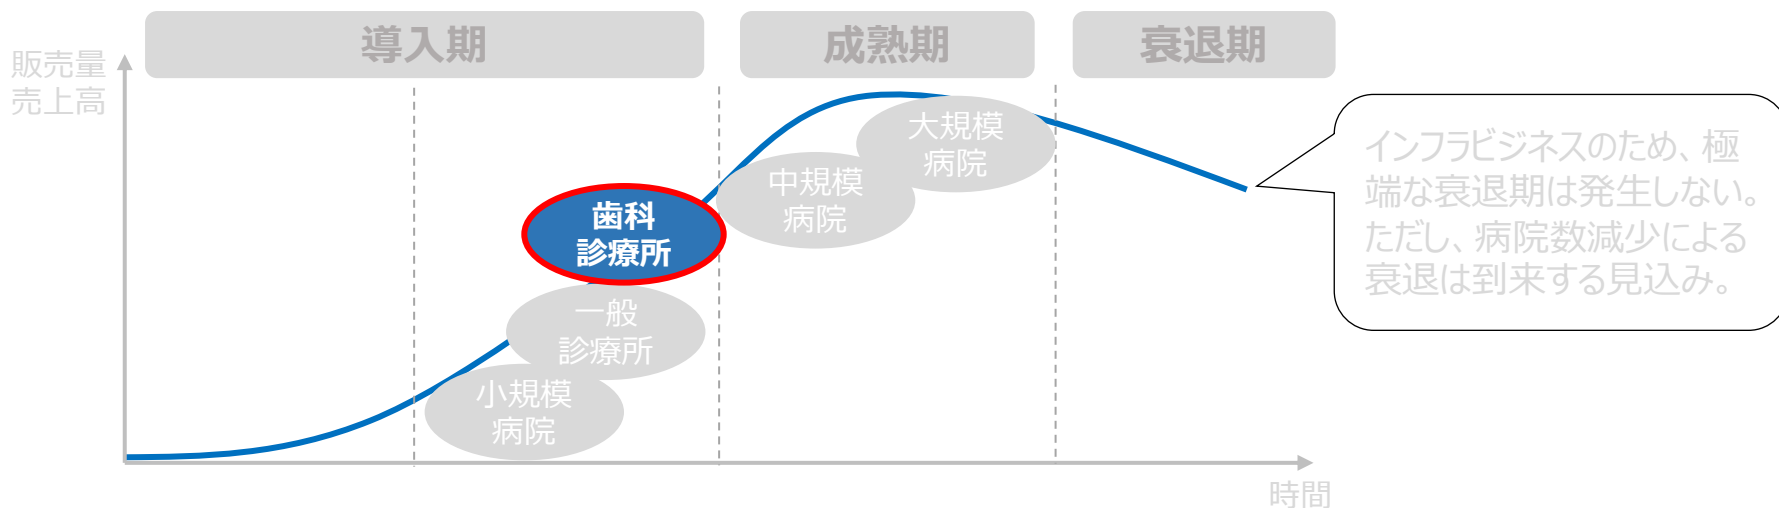 導入期
成熟期
衰退期
販売量
売上高
大規模
病院
中規模
病院
歯科
診療所
一般
診療所
小規模
病院
インフラビジネスのため、極
端な衰退期は発生しない。
ただし、病院数減少による
衰退は到来する見込み。
時間